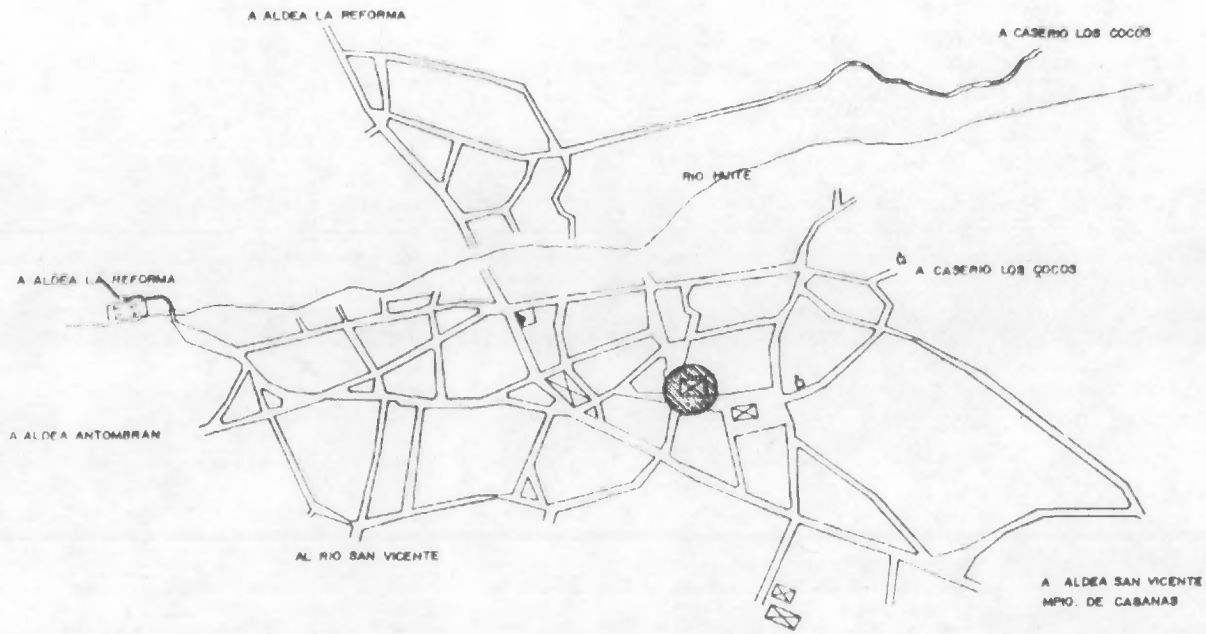 A ALDEA LA REFORMA
A CASERIO LOS COCOS
RIO HUITE
A ALDEA LA REFORMA
A CASERIO LOS COCOS
A ALDEA ANTOMBRAN
AL RIO SAN VICENTE
A ALDEA SAN VICENTE
MPIO. DE CABANAS